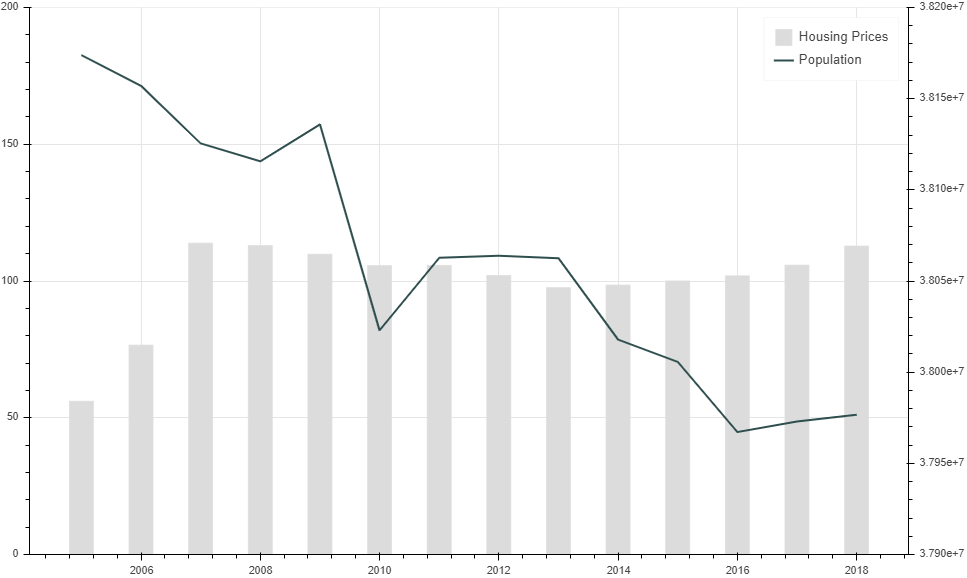 200
150
100
50
0
3.820e+7
3.815e+7
3.810e+7
3.805e+7
3.800e+7
3.795e+7
3.790e+7
Housing Prices
Population
2006 2008 2010 2012 2014 2016 2018